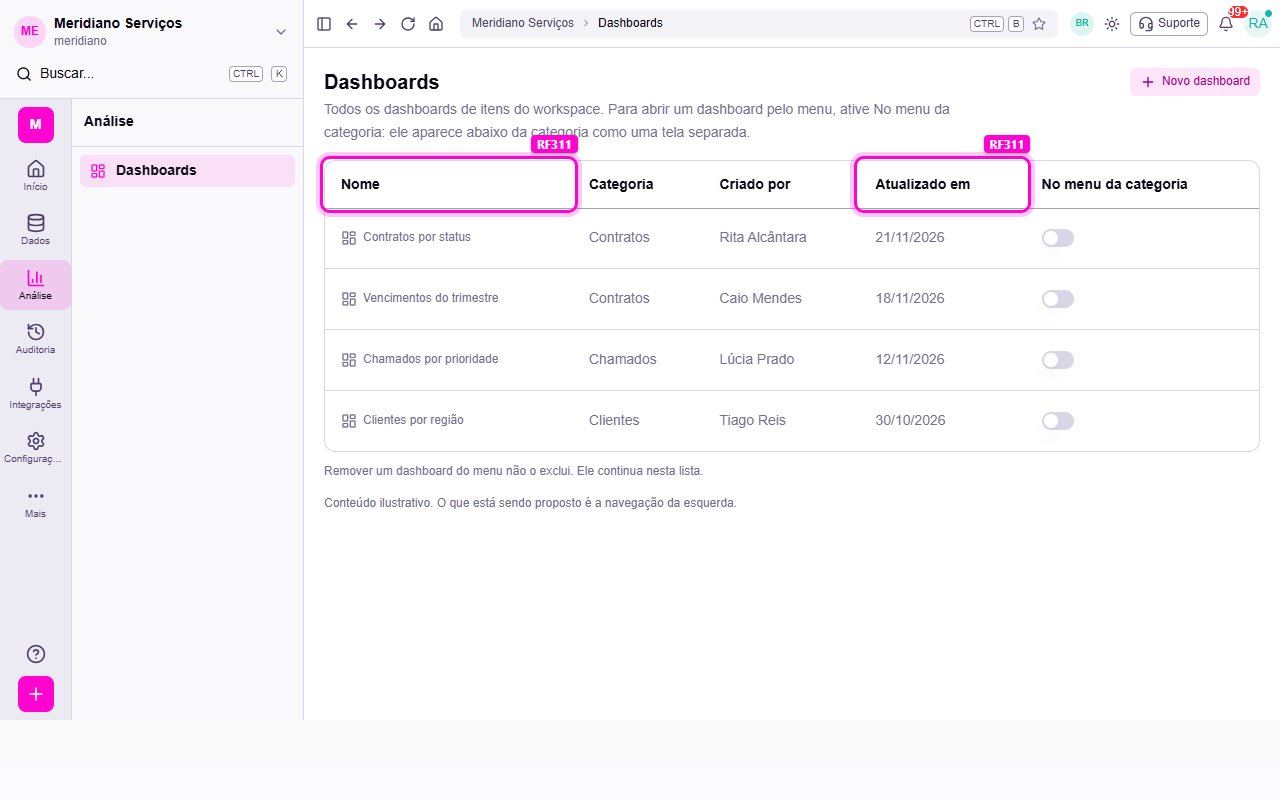 ME
Meridiano Serviços
meridiano
Buscar...
CTRL K
M
Início
Dados
Análise
Auditoria
Integrações
Configuraç...
Mais
Análise
Dashboards
Meridiano Serviços > Dashboards
CTRL B
BR
Suporte
99+
RA
Dashboards
Novo dashboard
Todos os dashboards de itens do workspace. Para abrir um dashboard pelo menu, ative No menu da
categoria: ele aparece abaixo da categoria como uma tela separada.
RF311
RF311
Nome Categoria Criado por Atualizado em No menu da categoria
Contratos por status Contratos Rita Alcântara 21/11/2026
Vencimentos do trimestre Contratos Caio Mendes 18/11/2026
Chamados por prioridade Chamados Lúcia Prado 12/11/2026
Clientes por região Clientes Tiago Reis 30/10/2026
Remover um dashboard do menu não o exclui. Ele continua nesta lista.
Conteúdo ilustrativo. O que está sendo proposto é a navegação da esquerda.